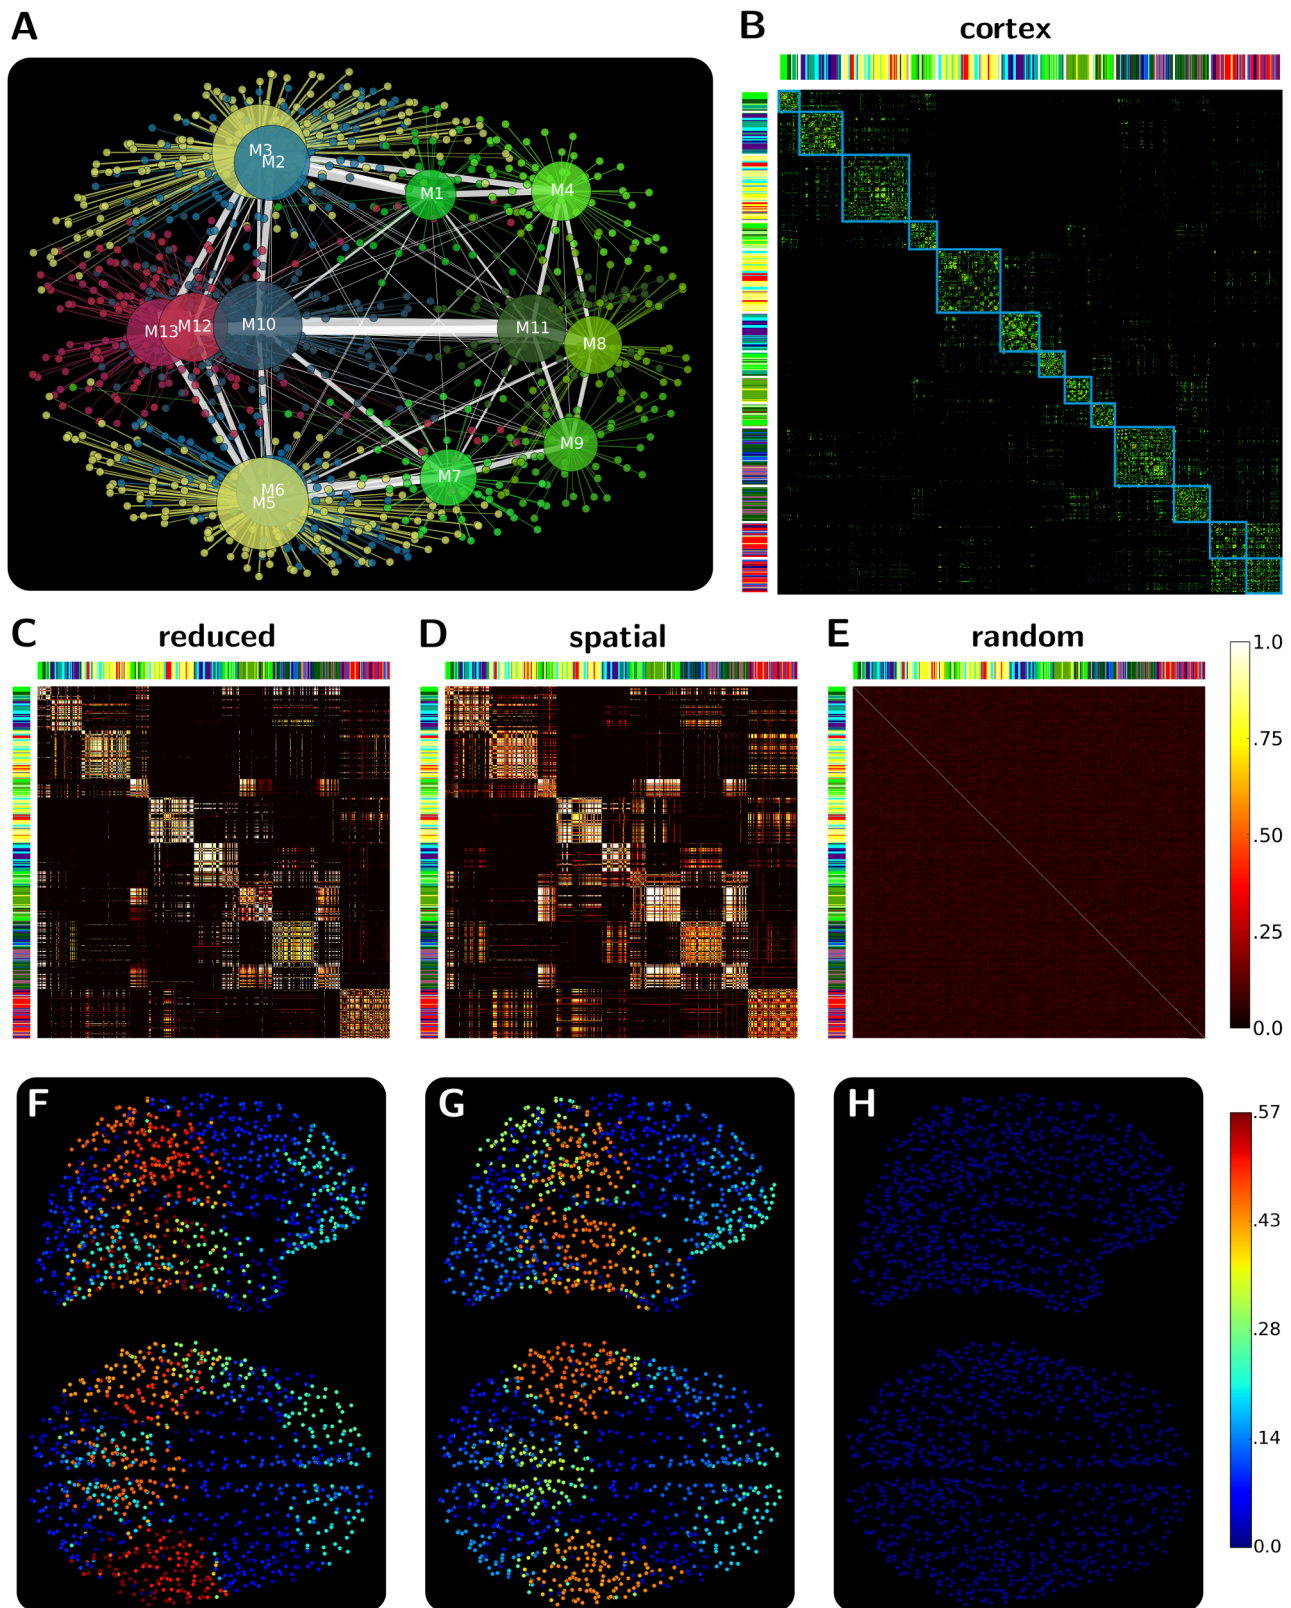 A
B
cortex
M3
M2
M1
M4
M13
M12
M10
M11
M8
M9
M7
M6
M5
C
reduced
D
spatial
E
random
1.0
.75
.50
.25
0.0
F
G
H
.57
.43
.28
.14
0.0